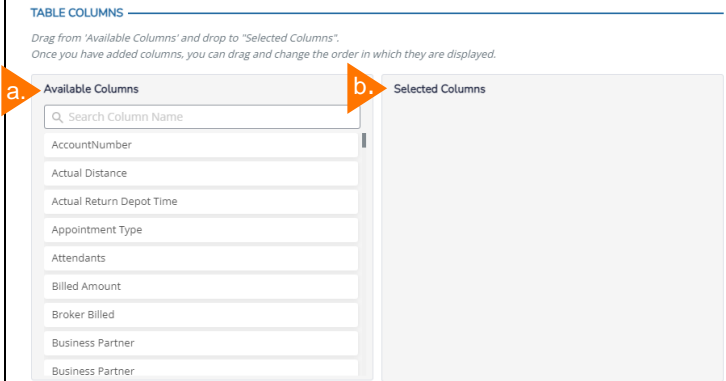 TABLE COLUMNS
Drag from 'Available Columns' and drop to "Selected Columns".
Once you have added columns, you can drag and change the order in which they are displayed.
a.
Available Columns
b.
Selected Columns
Search Column Name
AccountNumber
Actual Distance
Actual Return Depot Time
Appointment Type
Attendants
Billed Amount
Broker Billed
Business Partner
Business Partner